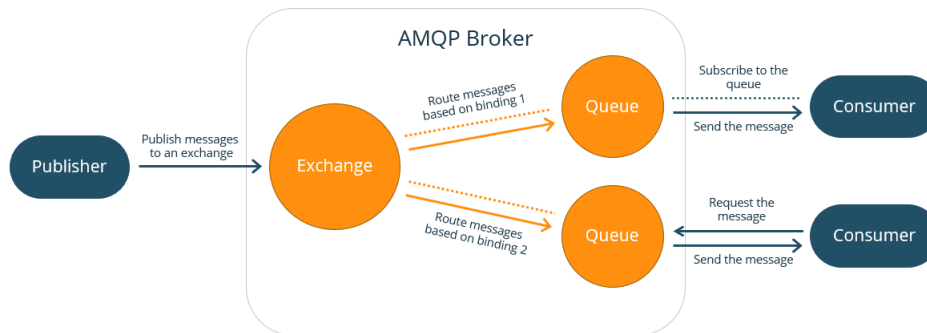 AMQP Broker
Publisher
Publish messages
to an exchange
Exchange
Route messages
based on binding 1
Route messages
based on binding 2
Queue
Subscribe to the
queue
Send the message
Consumer
Queue
Request the
message
Send the message
Consumer